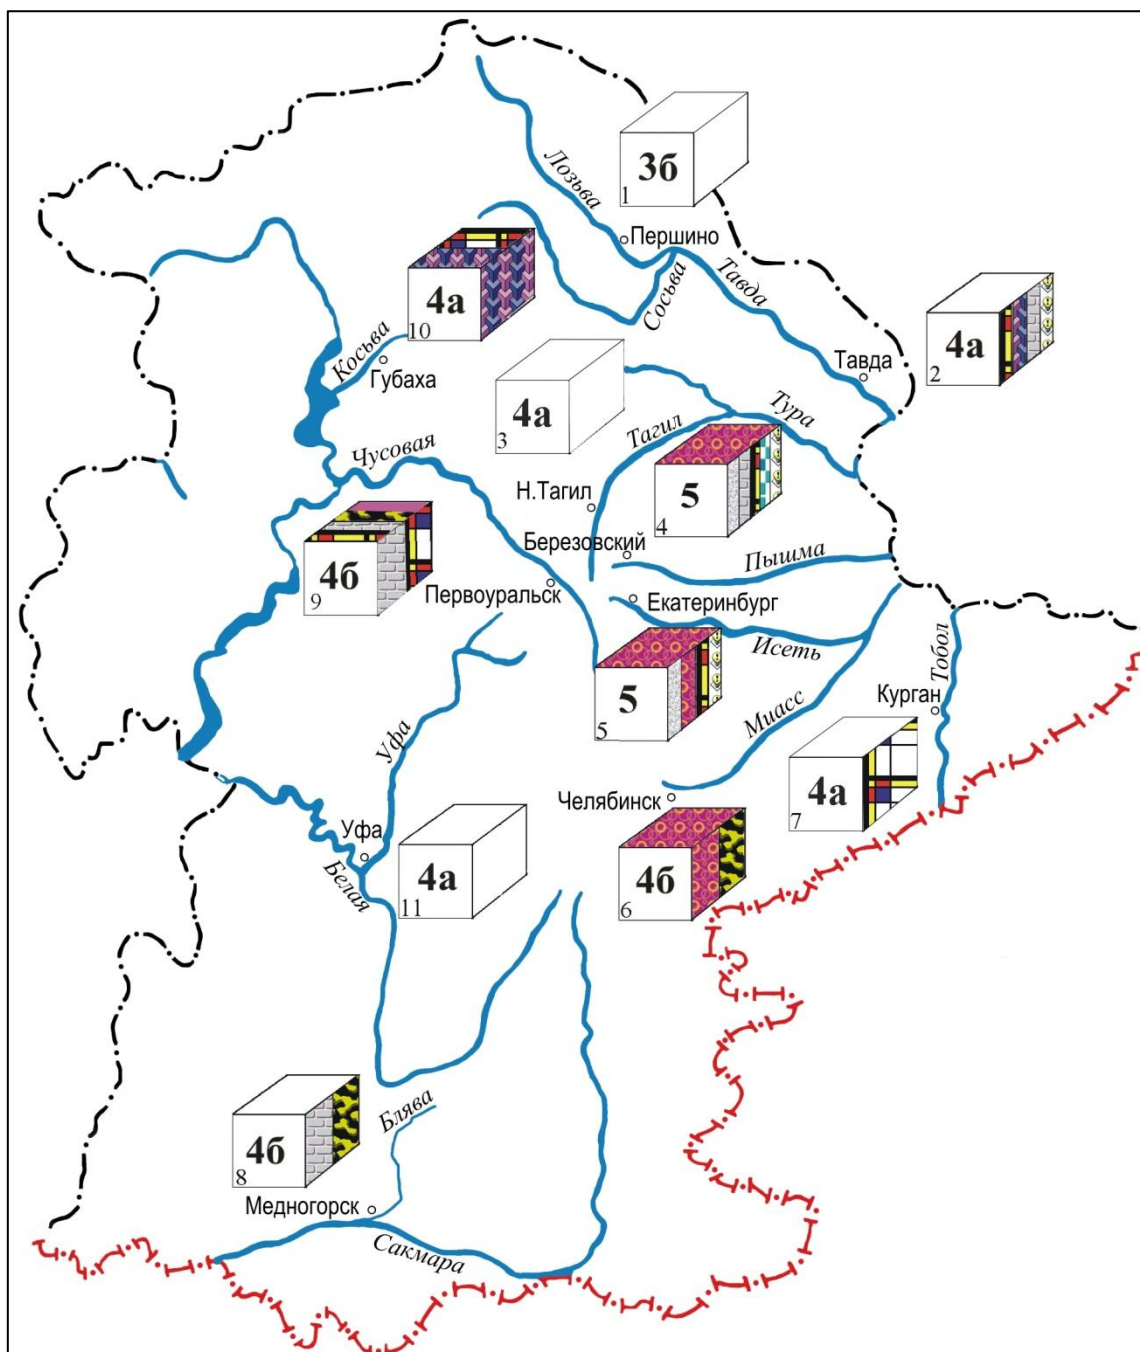 3б
1
Лозьва
Першино
4а
10
Сосьва
Тавда
4а
2
Косьва
Губаха
Тавда
4а
3
Тагил
Тура
Чусовая
5
4
Н.Тагил
Березовский
Пышма
4б
9
Первоуральск
Екатеринбург
Исеть
Тобол
5
5
Курган
Миасс
Уфа
4а
7
Челябинск
Уфа
Белая
4а
11
4б
6
4б
8
Блява
Медногорск
Сакмара